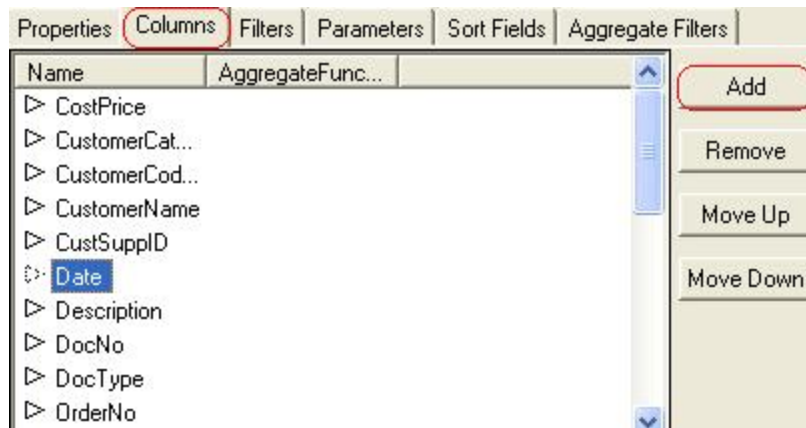 Properties Columns Filters Parameters Sort Fields Aggregate Filters
Name AggregateFunc...
CostPrice
CustomerCat...
CustomerCod...
CustomerName
CustSuppID
Date
Description
DocNo
DocType
OrderNo
Add
Remove
Move Up
Move Down